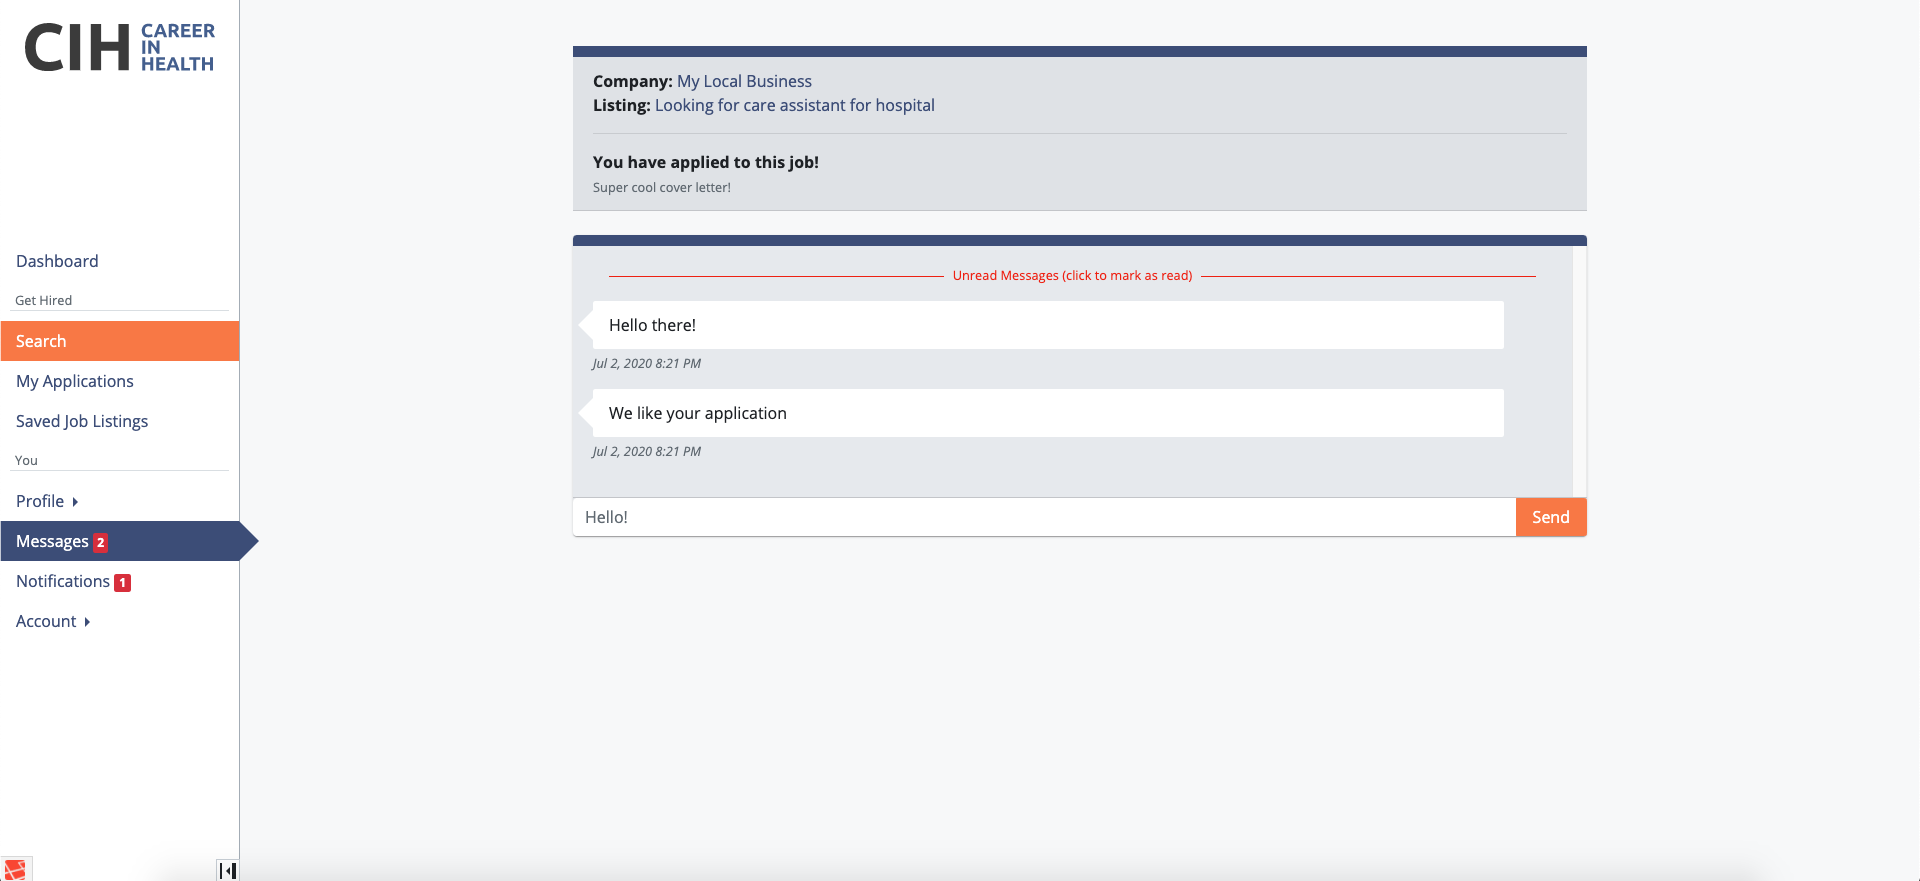 CIH CAREER
IN
HEALTH
Dashboard
Get Hired
Search
My Applications
Saved Job Listings
You
Profile
Messages 2
Notifications 1
Account
Company: My Local Business
Listing: Looking for care assistant for hospital
You have applied to this job!
Super cool cover letter!
Unread Messages (click to mark as read)
Hello there!
Jul 2, 2020 8:21 PM
We like your application
Jul 2, 2020 8:21 PM
Hello!
Send